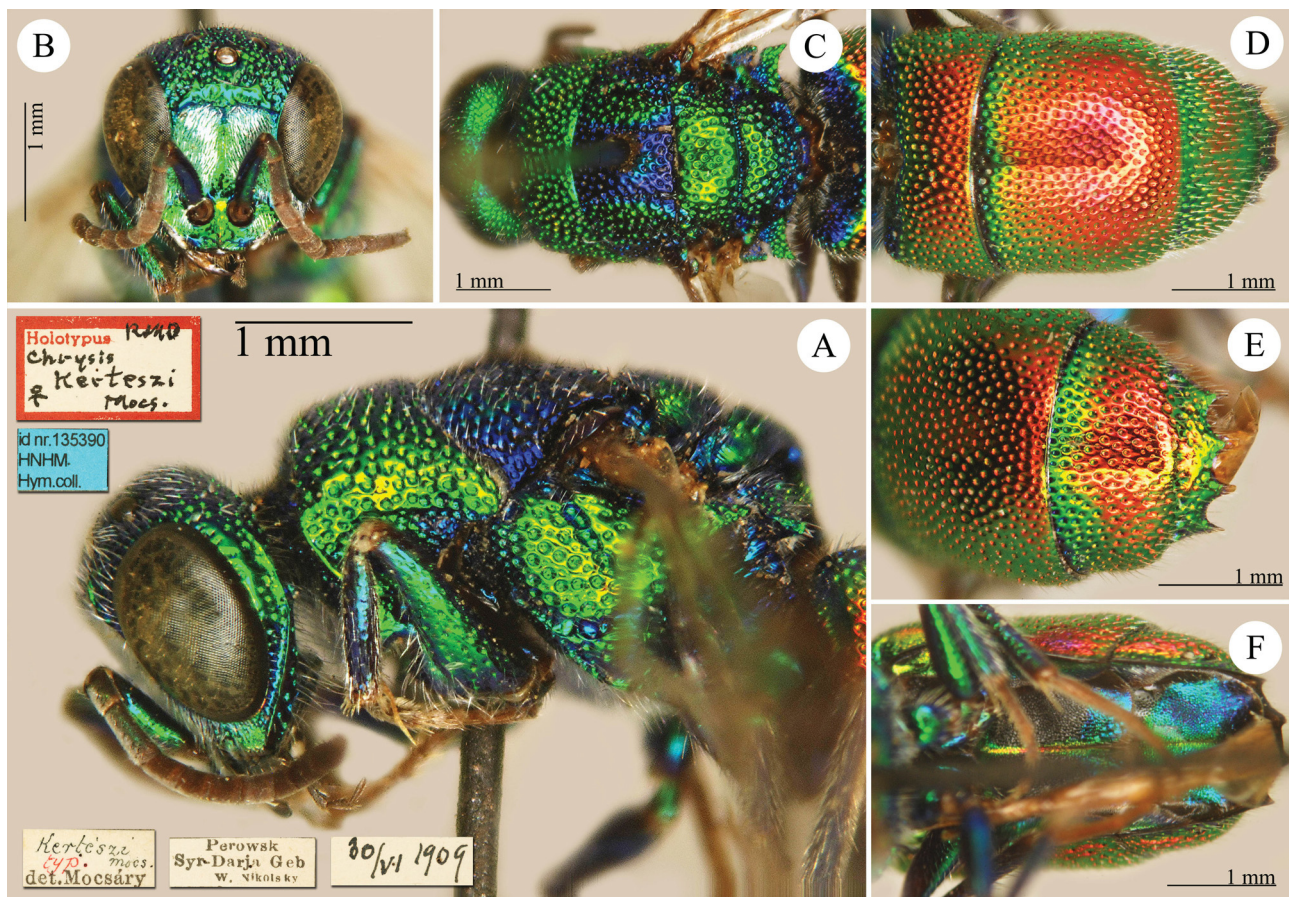 B
C
D
1 mm
1 mm
1 mm
Holotypus
Chrysis
♀ Kerteszi
Mocs.
1 mm
A
id nr.135390
HNHM.
Hym.coll.
E
1 mm
F
Kertészi
typ. mocs.
det.Mocsáry
Perowsk
Syr-Darja Geb
W. Nikolsky
30/VI 1909
1 mm